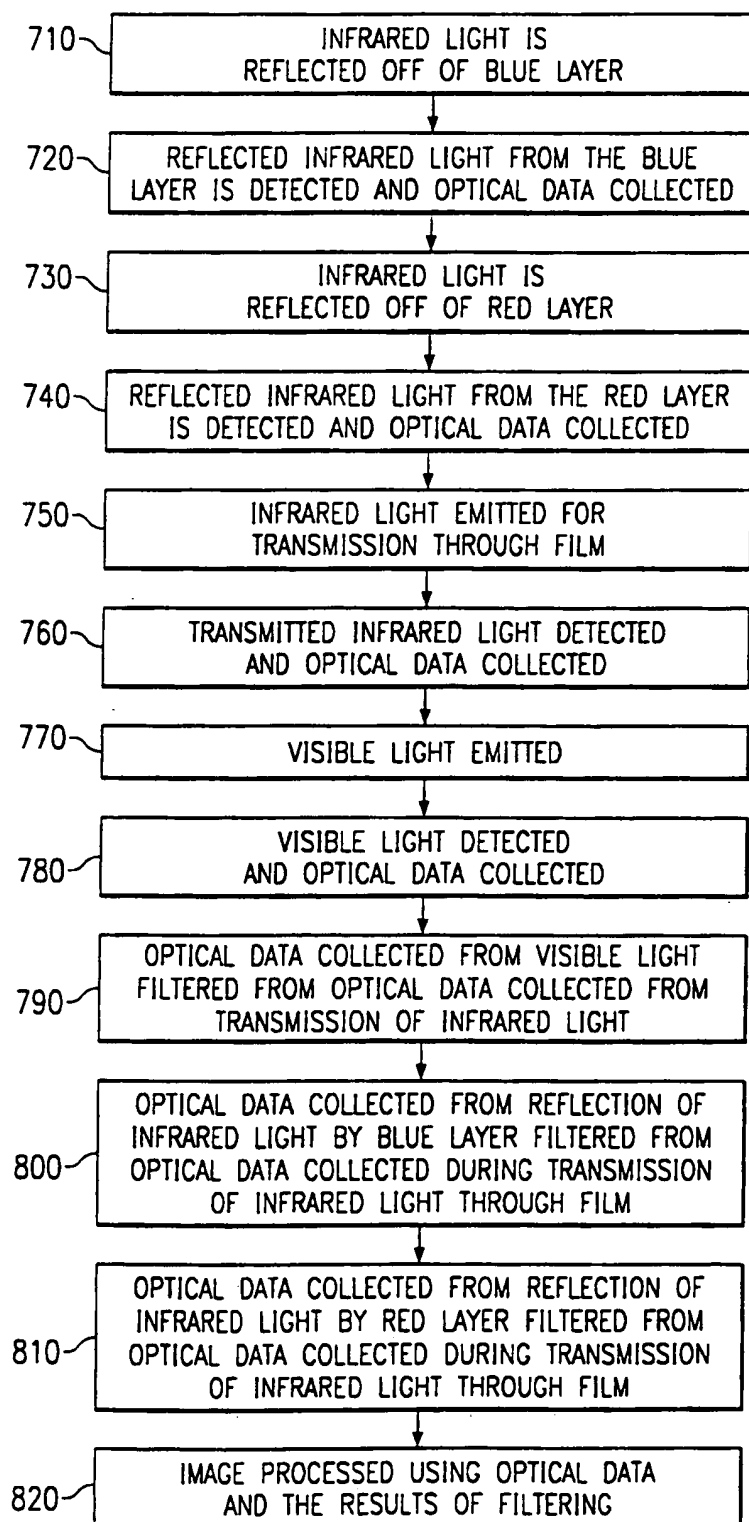 710
INFRARED LIGHT IS
REFLECTED OFF OF BLUE LAYER
720
REFLECTED INFRARED LIGHT FROM THE BLUE
LAYER IS DETECTED AND OPTICAL DATA COLLECTED
730
INFRARED LIGHT IS
REFLECTED OFF OF RED LAYER
740
REFLECTED INFRARED LIGHT FROM THE RED LAYER
IS DETECTED AND OPTICAL DATA COLLECTED
750
INFRARED LIGHT EMITTED FOR
TRANSMISSION THROUGH FILM
760
TRANSMITTED INFRARED LIGHT DETECTED
AND OPTICAL DATA COLLECTED
770
VISIBLE LIGHT EMITTED
780
VISIBLE LIGHT DETECTED
AND OPTICAL DATA COLLECTED
790
OPTICAL DATA COLLECTED FROM VISIBLE LIGHT
FILTERED FROM OPTICAL DATA COLLECTED FROM
TRANSMISSION OF INFRARED LIGHT
800
OPTICAL DATA COLLECTED FROM REFLECTION OF
INFRARED LIGHT BY BLUE LAYER FILTERED FROM
OPTICAL DATA COLLECTED DURING TRANSMISSION
OF INFRARED LIGHT THROUGH FILM
810
OPTICAL DATA COLLECTED FROM REFLECTION OF
INFRARED LIGHT BY RED LAYER FILTERED FROM
OPTICAL DATA COLLECTED DURING TRANSMISSION
OF INFRARED LIGHT THROUGH FILM
820
IMAGE PROCESSED USING OPTICAL DATA
AND THE RESULTS OF FILTERING